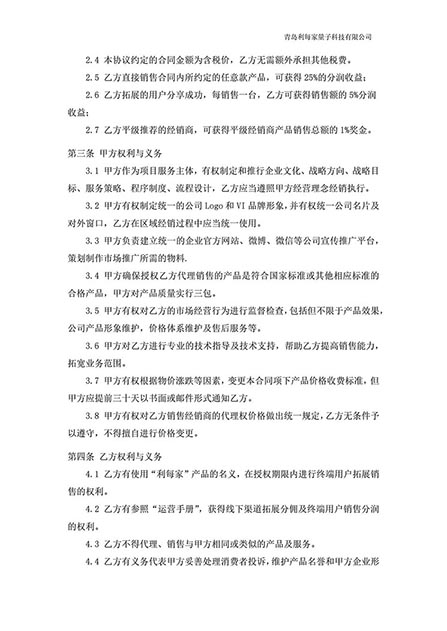 青岛利每家量子科技有限公司
2.4 本协议约定的合同金额为含税价，乙方无需额外承担其他税费。
2.5 乙方直接销售合同内所约定的任意款产品，可获得25%的分润收益；
2.6 乙方拓展的用户分享成功，每销售一台，乙方可获得销售额的5%分润
收益；
2.7 乙方平级推荐的经销商，可获得平级经销商产品销售总额的1%奖金。
第三条 甲方权利与义务
3.1 甲方作为项目服务主体，有权制定和推行企业文化、战略方向、战略目
标、服务策略、程序制度、流程设计，乙方应当遵照甲方经营理念经销执行。
3.2 甲方有权制定统一的公司Logo和VI品牌形象，并有权统一公司名片及
对外窗口，乙方在区域经销过程中应当统一使用。
3.3 甲方负责建立统一的企业官方网站、微博、微信等公司宣传推广平台，
策划制作市场推广所需的物料.
3.4 甲方确保授权乙方代理销售的产品是符合国家标准或其他相应标准的
合格产品，甲方对产品质量实行三包。
3.5 甲方有权对乙方的市场经营行为进行监督检查，包括但不限于产品效果，
公司产品形象维护，价格体系维护及售后服务等。
3.6 甲方对乙方进行专业的技术指导及技术支持，帮助乙方提高销售能力，
拓宽业务范围。
3.7 甲方有权根据物价涨跌等因素，变更本合同项下产品价格收费标准，但
甲方应提前三十天以书面或邮件形式通知乙方。
3.8 甲方有权对乙方销售经销商的代理权价格做出统一规定，乙方无条件予
以遵守，不得擅自进行价格变更。
第四条 乙方权利与义务
4.1 乙方有使用“利每家”产品的名义，在授权期限内进行终端用户拓展销
售的权利。
4.2 乙方有参照“运营手册”，获得线下渠道拓展分佣及终端用户销售分润
的权利。
4.3 乙方不得代理、销售与甲方相同或类似的产品及服务。
4.4 乙方有义务代表甲方妥善处理消费者投诉，维护产品名誉和甲方企业形